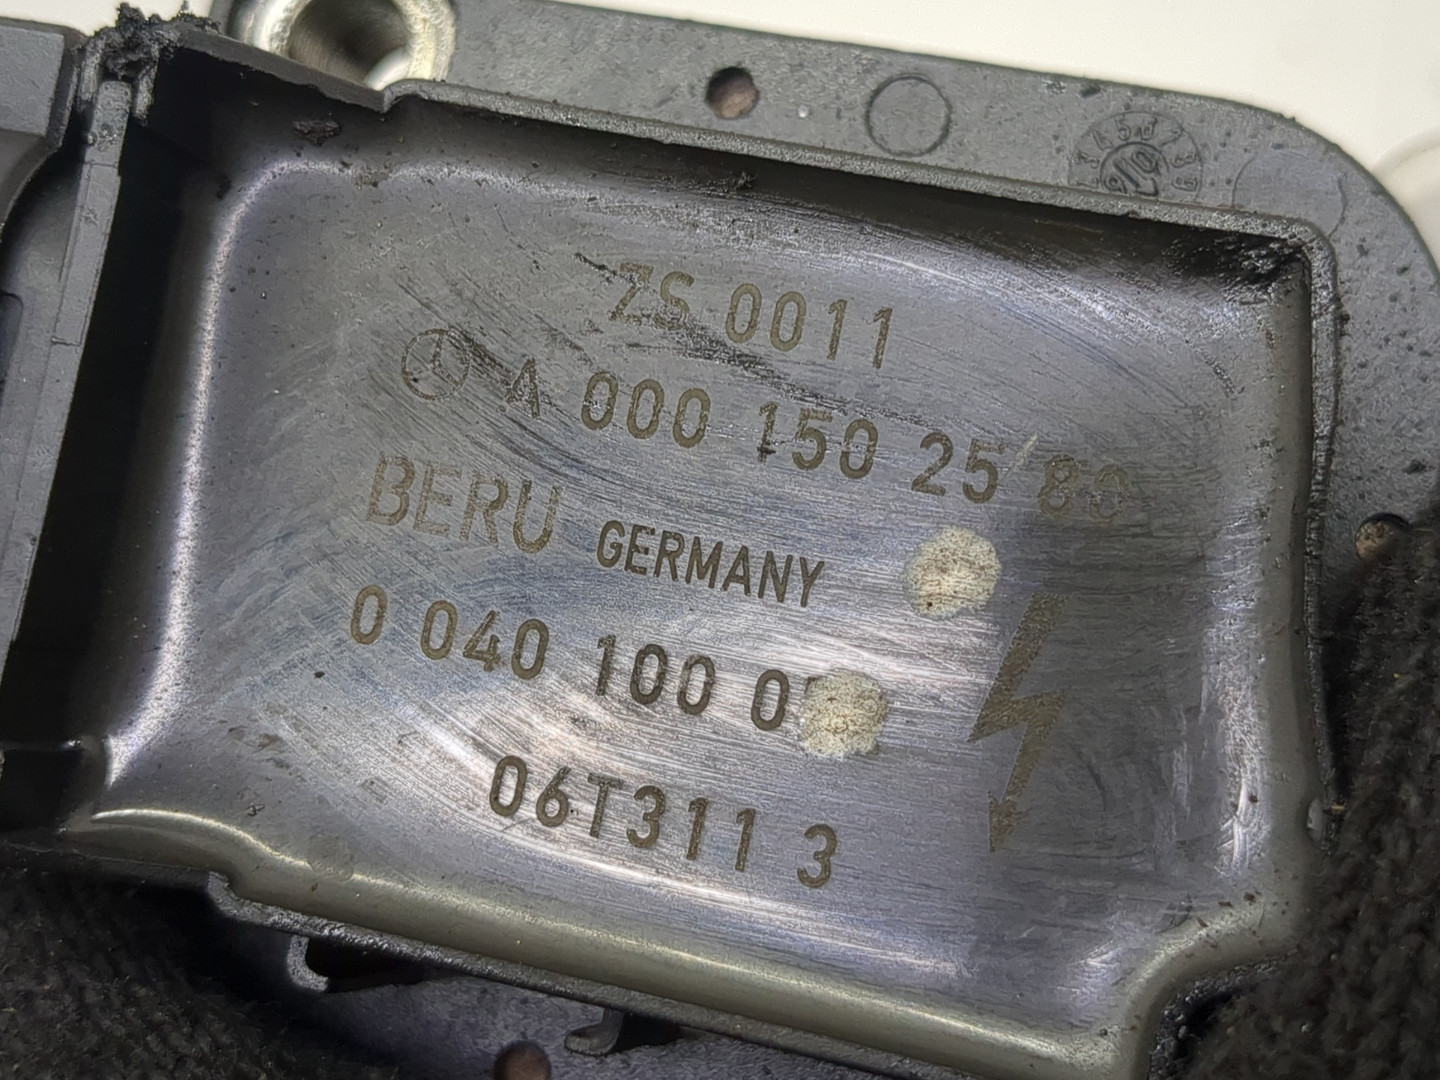 ZS 0011
A 000 150 25 80
BERU GERMANY
0 040 100 0
06T311 3